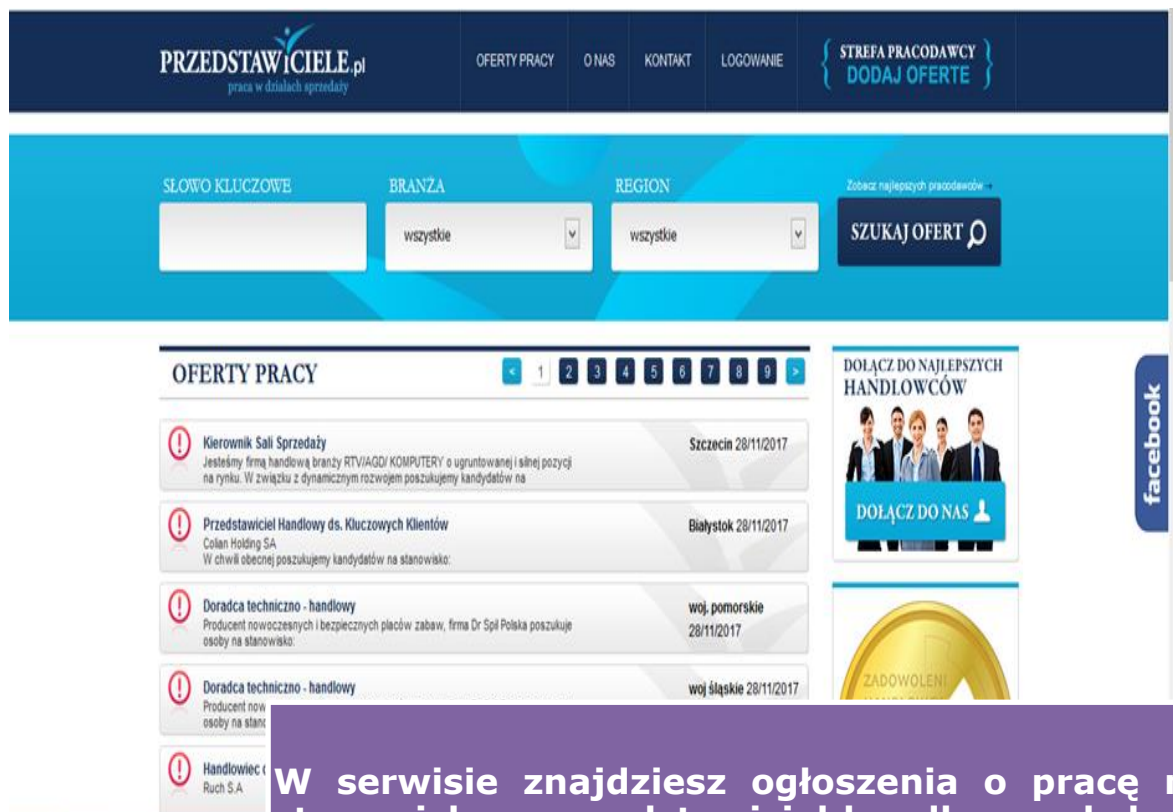 PRZEDSTAWICIELE.pl
praca w działach sprzedaży
OFERTY PRACY O NAS KONTAKT LOGOWANIE
STREFA PRACODAWCY
DODAJ OFERTE
SŁOWO KLUCZOWE BRANŻA REGION
Zobacz najlepszych pracodawców
wszystkie wszystkie
SZUKAJ OFERT
OFERTY PRACY
< 1 2 3 4 5 6 7 8 9 >
Kierownik Sali Sprzedaży Szczecin 28/11/2017
Jesteśmy firmą handlową branży RTV/AGD/ KOMPUTERY o ugruntowanej i silnej pozycji
na rynku. W związku z dynamicznym rozwojem poszukujemy kandydatów na
Przedstawiciel Handlowy ds. Kluczowych Klientów Białystok 28/11/2017
Colian Holding SA
W chwili obecnej poszukujemy kandydatów na stanowisko:
Doradca techniczno - handlowy woj. pomorskie
28/11/2017
Producent nowoczesnych i bezpiecznych placów zabaw, firma Dr Spil Polska poszukuje
osoby na stanowisko:
Doradca techniczno - handlowy woj śląskie 28/11/2017
Producent
osoby na
Handlowiec
Ruch S.A
DOŁĄCZ DO NAJLEPSZYCH
HANDLOWCÓW
DOŁĄCZ DO NAS
ZADOWOLENI
facebook
W serwisie znajdziesz ogłoszenia o pracę